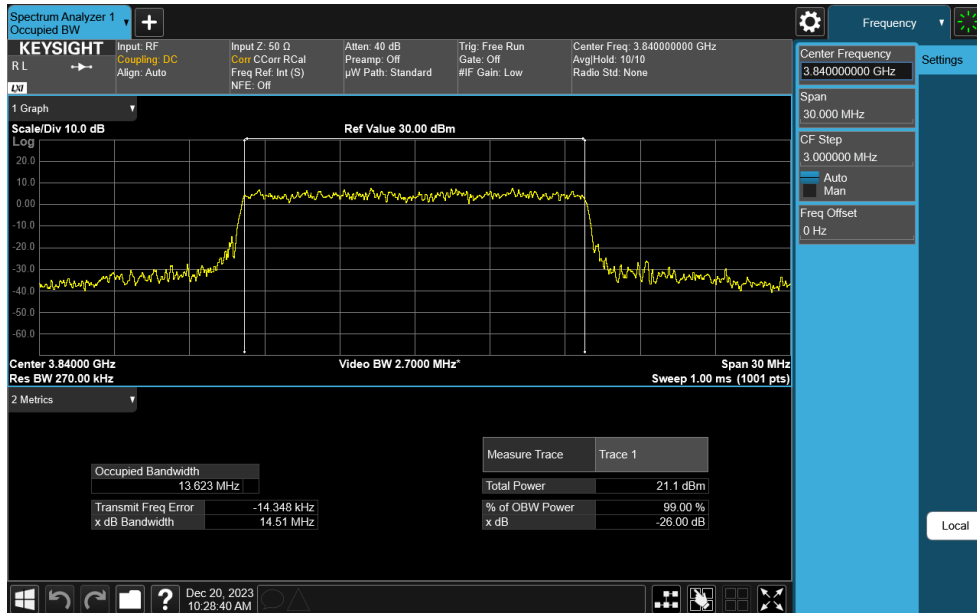 Spectrum Analyzer 1
Occupied BW
Frequency
KEYSIGHT
R L
LXI
Input: RF
Coupling: DC
Align: Auto
Input Z: 50 Ω
Corr CCorr RCal
Freq Ref: Int (S)
NFE: Off
Atten: 40 dB
Preamp: Off
µW Path: Standard
Trig: Free Run
Gate: Off
#IF Gain: Low
Center Freq: 3.840000000 GHz
Avg|Hold: 10/10
Radio Std: None
Center Frequency
3.840000000 GHz
Settings
Span
30.000 MHz
CF Step
3.000000 MHz
Auto
Man
Freq Offset
0 Hz
Local
1 Graph
Scale/Div 10.0 dB
Ref Value 30.00 dBm
Log
20.0
10.0
0.00
-10.0
-20.0
-30.0
-40.0
-50.0
-60.0
Center 3.84000 GHz
Video BW 2.7000 MHz*
Span 30 MHz
Res BW 270.00 kHz
Sweep 1.00 ms (1001 pts)
2 Metrics
Occupied Bandwidth
13.623 MHz
Transmit Freq Error -14.348 kHz
x dB Bandwidth 14.51 MHz
Measure Trace Trace 1
Total Power 21.1 dBm
% of OBW Power 99.00 %
x dB -26.00 dB
?
Dec 20, 2023
10:28:40 AM